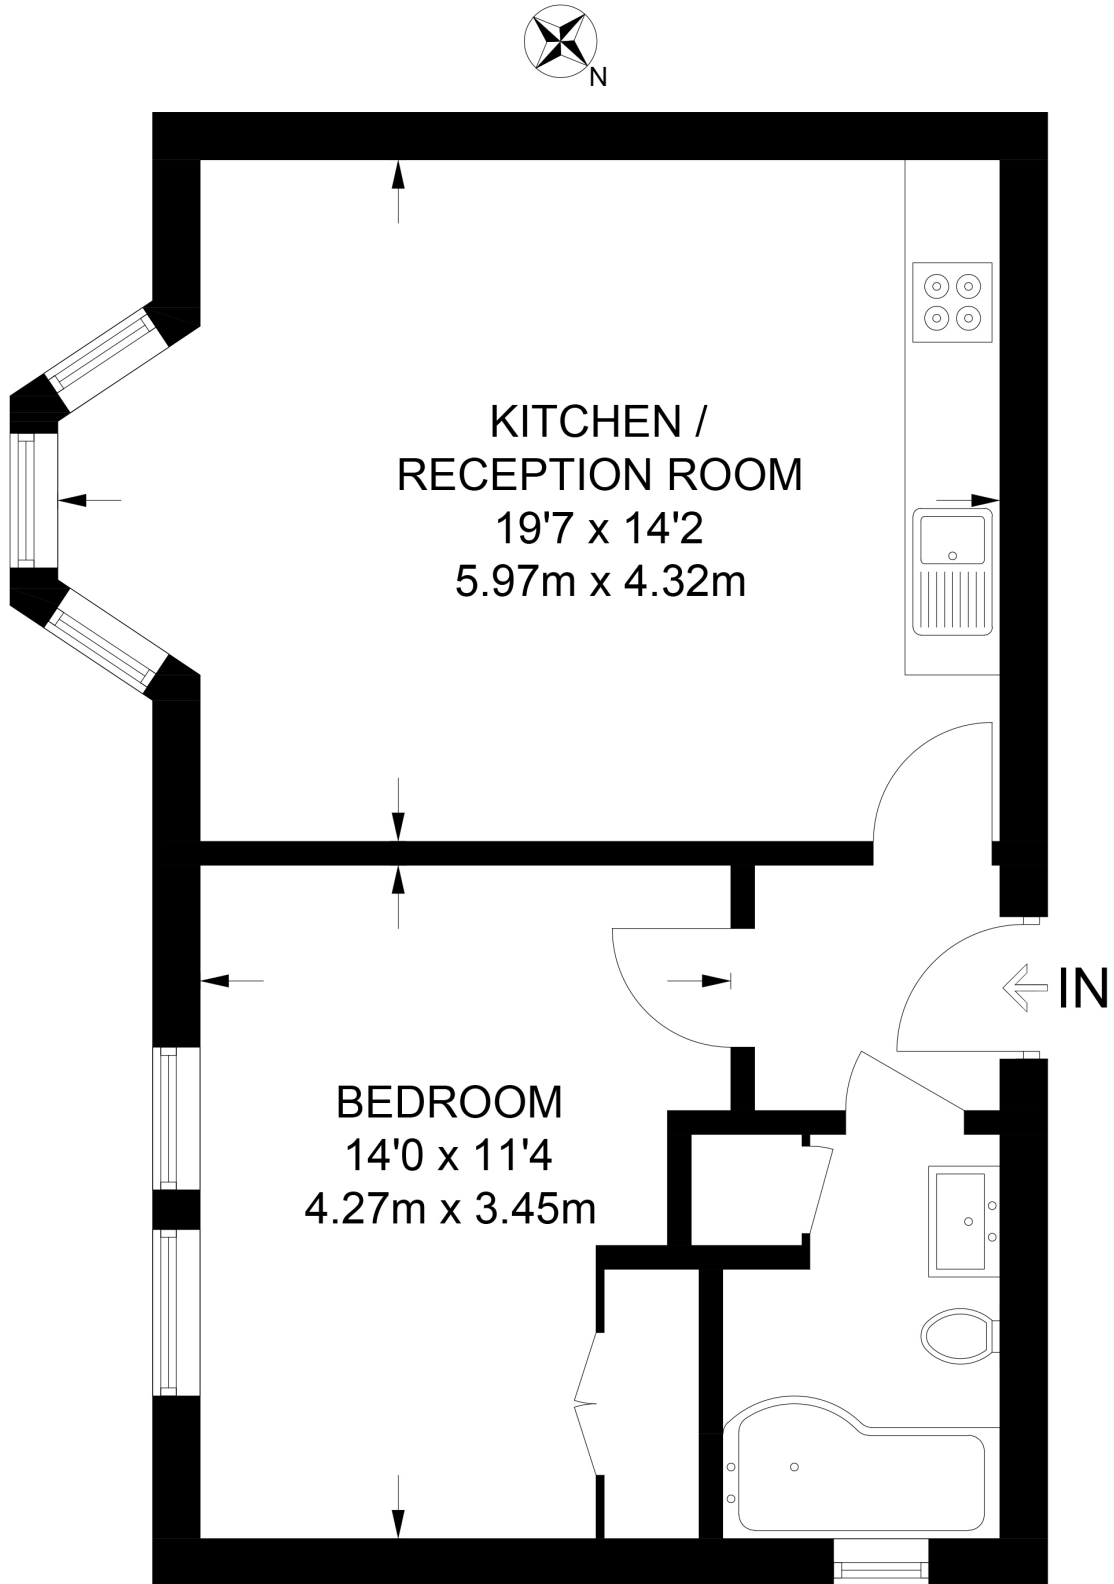 N
KITCHEN /
RECEPTION ROOM
19'7 x 14'2
5.97m x 4.32m
IN
BEDROOM
14'0 x 11'4
4.27m x 3.45m